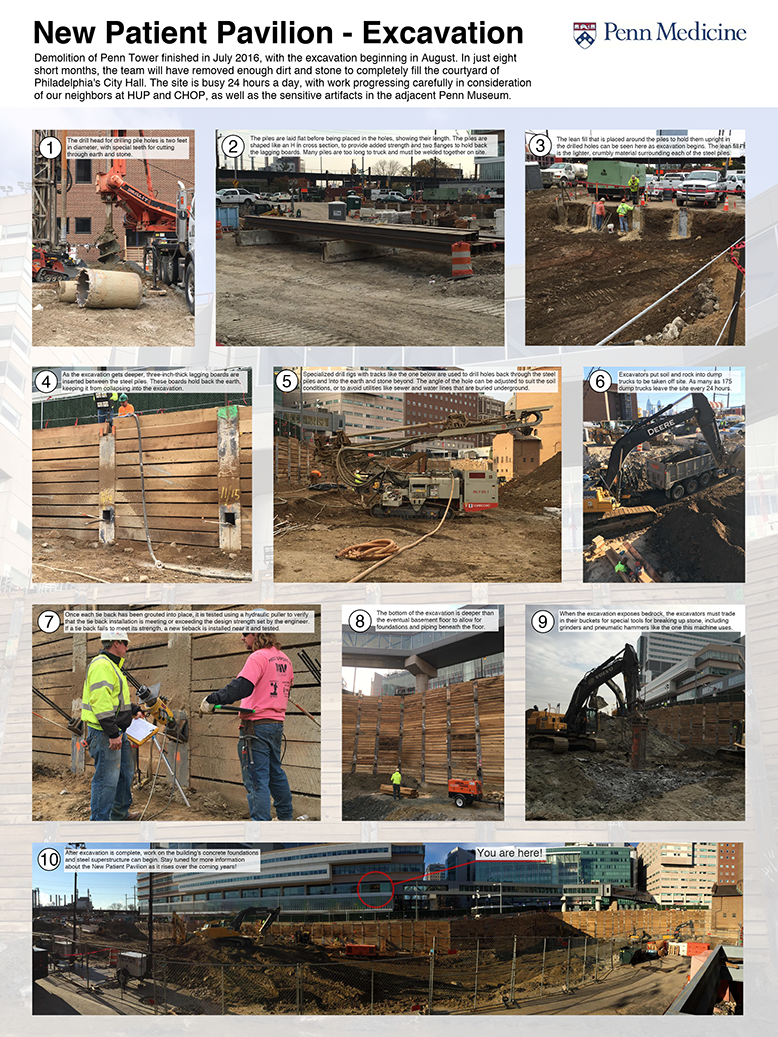 New Patient Pavilion - Excavation
Penn Medicine
Demolition of Penn Tower finished in July 2016, with the excavation beginning in August. In just eight
short months, the team will have removed enough dirt and stone to completely fill the courtyard of
Philadelphia's City Hall. The site is busy 24 hours a day, with work progressing carefully in consideration
of our neighbors at HUP and CHOP, as well as the sensitive artifacts in the adjacent Penn Museum.
1
The drill head for drilling pile holes is two feet
in diameter, with special teeth for cutting
through earth and stone.
2
The piles are laid flat before being placed in the holes, showing their length. The piles are
shaped like an H in cross section, to provide added strength and two flanges to hold back
the lagging boards. Many piles are too long to truck and must be welded together on site.
3
The lean fill that is placed around the piles to hold them upright in
the drilled holes can be seen here as excavation begins. The lean fill
is the lighter, crumbly material surrounding each of the steel piles.
4
As the excavation gets deeper, three-inch-thick lagging boards are
inserted between the steel piles. These boards hold back the earth,
keeping it from collapsing into the excavation.
11/15
5
Specialized drill rigs with tracks like the one below are used to drill holes back through the steel
piles and into the earth and stone beyond. The angle of the hole can be adjusted to suit the soil
conditions, or to avoid utilities like sewer and water lines that are buried underground.
6
Excavators put soil and rock into dump
trucks to be taken off site. As many as 175
dump trucks leave the site every 24 hours.
DEERE
7
Once each tie back has been grouted into place, it is tested using a hydraulic puller to verify
that the tie back installation is meeting or exceeding the design strength set by the engineer.
If a tie back fails to meet its strength, a new tieback is installed near it and tested.
8
The bottom of the excavation is deeper than
the eventual basement floor to allow for
foundations and piping beneath the floor.
9
When the excavation exposes bedrock, the excavators must trade
in their buckets for special tools for breaking up stone, including
grinders and pneumatic hammers like the one this machine uses.
10
After excavation is complete, work on the building's concrete foundations
and steel superstructure can begin. Stay tuned for more information
about the New Patient Pavilion as it rises over the coming years!
You are here!